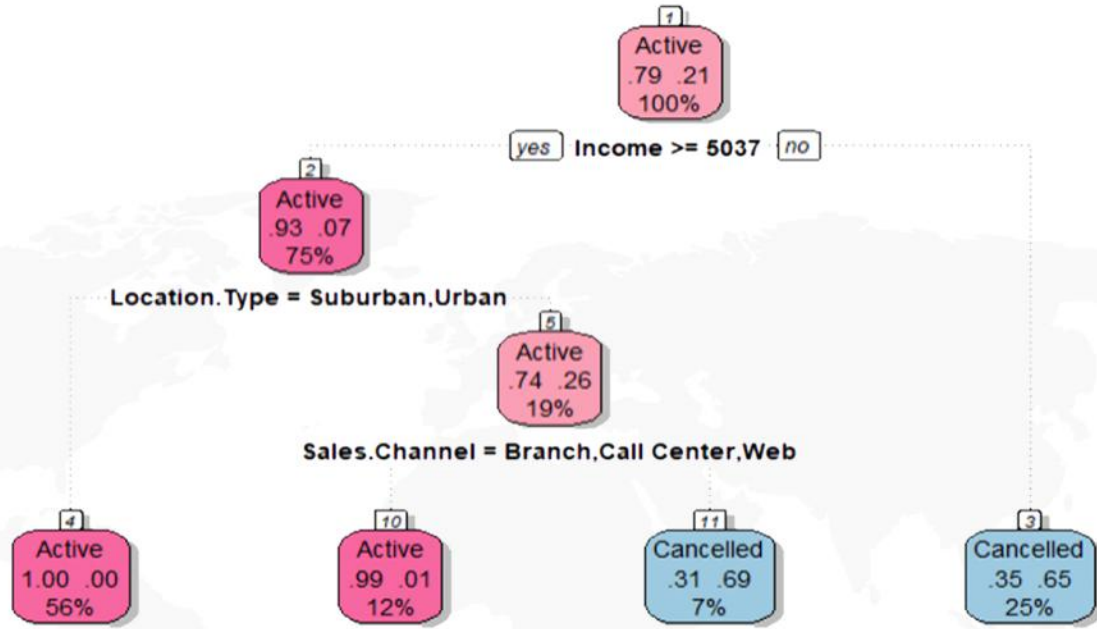 1
Active
.79 .21
100%
yes Income >= 5037 no
2
Active
.93 .07
75%
Location.Type = Suburban,Urban
5
Active
.74 .26
19%
Sales.Channel = Branch,Call Center,Web
4
Active
1.00 .00
56%
10
Active
.99 .01
12%
11
Cancelled
.31 .69
7%
3
Cancelled
.35 .65
25%